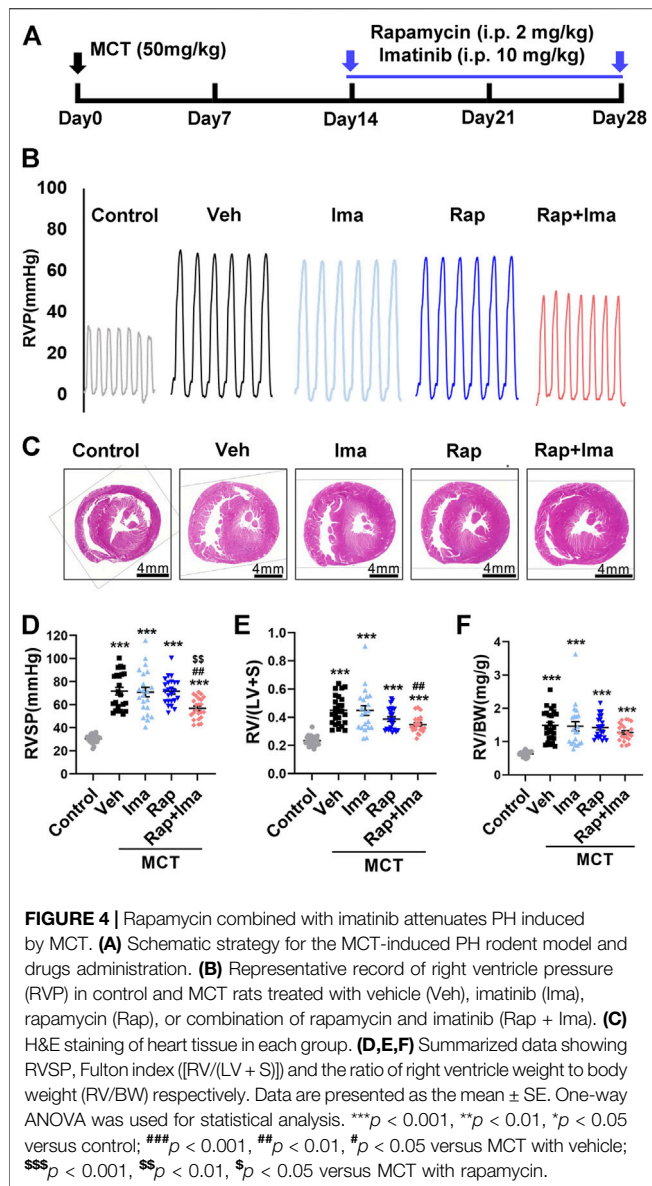 A
MCT (50mg/kg)
Rapamycin (i.p. 2 mg/kg)
Imatinib (i.p. 10 mg/kg)
Day0 Day7 Day14 Day21 Day28
B
100
80
60
40
20
0
RVP(mmHg)
Control Veh Ima Rap Rap+Ima
C
Control Veh Ima Rap Rap+Ima
4mm 4mm 4mm 4mm 4mm
D
RVSP(mmHg)
120
100
80
60
40
20
0
*** *** *** $$ ## ***
Control Veh Ima Rap Rap+Ima
MCT
E
RV/(LV+S)
1.0
0.8
0.6
0.4
0.2
0.0
*** *** *** ## ***
Control Veh Ima Rap Rap+Ima
MCT
F
RV/BW(mg/g)
4
3
2
1
0
*** *** *** ***
Control Veh Ima Rap Rap+Ima
MCT
FIGURE 4 | Rapamycin combined with imatinib attenuates PH induced
by MCT. (A) Schematic strategy for the MCT-induced PH rodent model and
drugs administration. (B) Representative record of right ventricle pressure
(RVP) in control and MCT rats treated with vehicle (Veh), imatinib (Ima),
rapamycin (Rap), or combination of rapamycin and imatinib (Rap + Ima). (C)
H&E staining of heart tissue in each group. (D,E,F) Summarized data showing
RVSP, Fulton index ([RV/(LV + S)]) and the ratio of right ventricle weight to body
weight (RV/BW) respectively. Data are presented as the mean ± SE. One-way
ANOVA was used for statistical analysis. ***p < 0.001, **p < 0.01, *p < 0.05
versus control; ###p < 0.001, ##p < 0.01, #p < 0.05 versus MCT with vehicle;
$$$p < 0.001, $$p < 0.01, $p < 0.05 versus MCT with rapamycin.